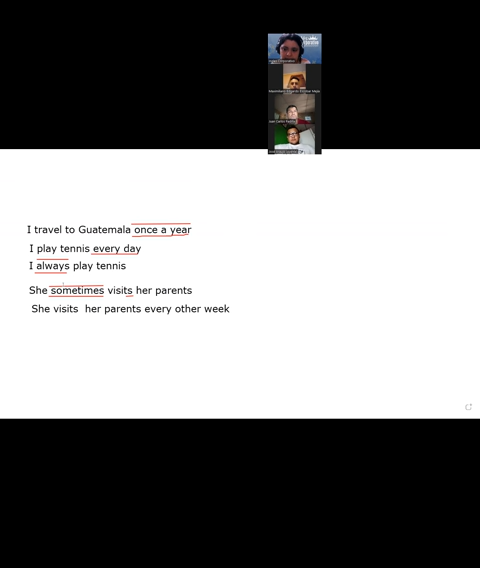 I travel to Guatemala once a year
I play tennis every day
I always play tennis
She sometimes visits her parents
She visits her parents every other week